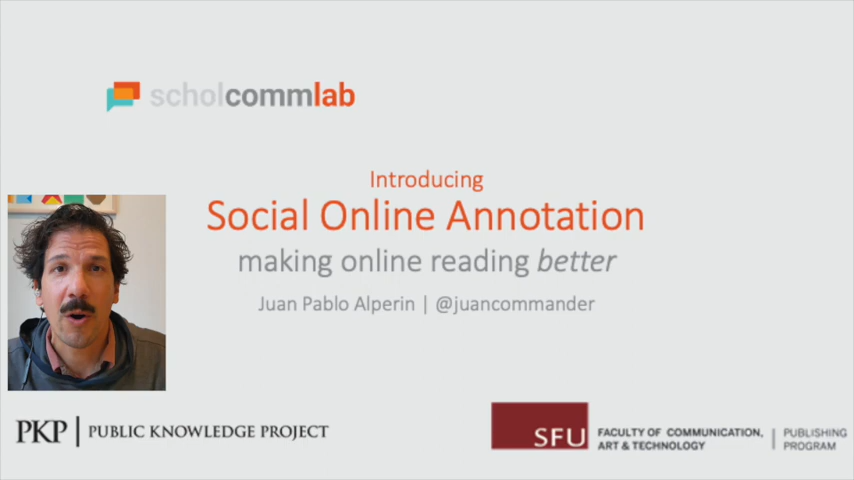 scholcommlab
Introducing
Social Online Annotation
making online reading better
Juan Pablo Alperin | @juancommander
PKP | PUBLIC KNOWLEDGE PROJECT
SFU
FACULTY OF COMMUNICATION,
ART & TECHNOLOGY
PUBLISHING
PROGRAM